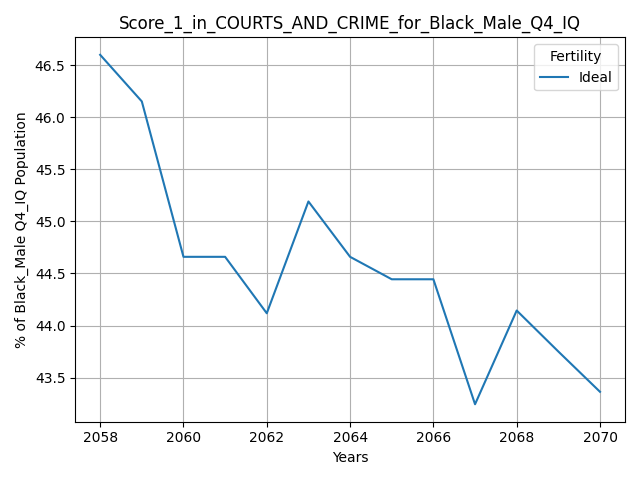 Score_1_in_COURTS_AND_CRIME_for_Black_Male_Q4_IQ
Fertility
Ideal
% of Black_Male Q4_IQ Population
46.5
46.0
45.5
45.0
44.5
44.0
43.5
2058 2060 2062 2064 2066 2068 2070
Years